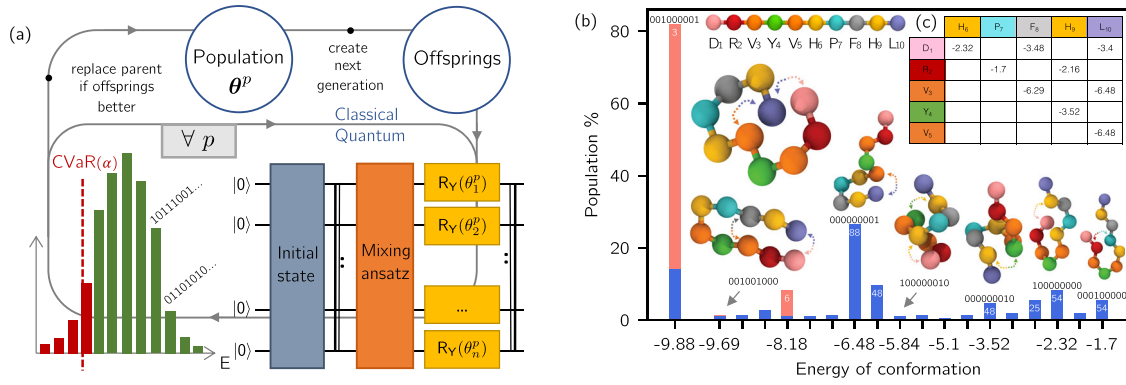 (a)
Population
θᵖ
create
next
generation
Offsprings
replace parent
if offsprings
better
Classical
Quantum
∀ p
CVaR(α)
10111001...
01101010...
E
|0⟩
|0⟩
|0⟩
|0⟩
Initial
state
:
:
Mixing
ansatz
:
:
R_Y(θ₁ᵖ)
R_Y(θ₂ᵖ)
...
R_Y(θₙᵖ)
(b)
Population %
80
60
40
20
0
001000001
3
D₁ R₂ V₃ Y₄ V₅ H₆ P₇ F₈ H₉ L₁₀
001001000
6
000000001
88
48
100000010
000000010
48
100000000
25
54
000100000
54
-9.88 -9.69 -8.18 -6.48 -5.84 -5.1 -3.52 -2.32 -1.7
Energy of conformation
(c)
H₆ P₇ F₈ H₉ L₁₀
D₁ -2.32 -3.48 -3.4
-1.7 -2.16
V₃ -6.29 -6.48
Y₄ -3.52
V₅ -6.48